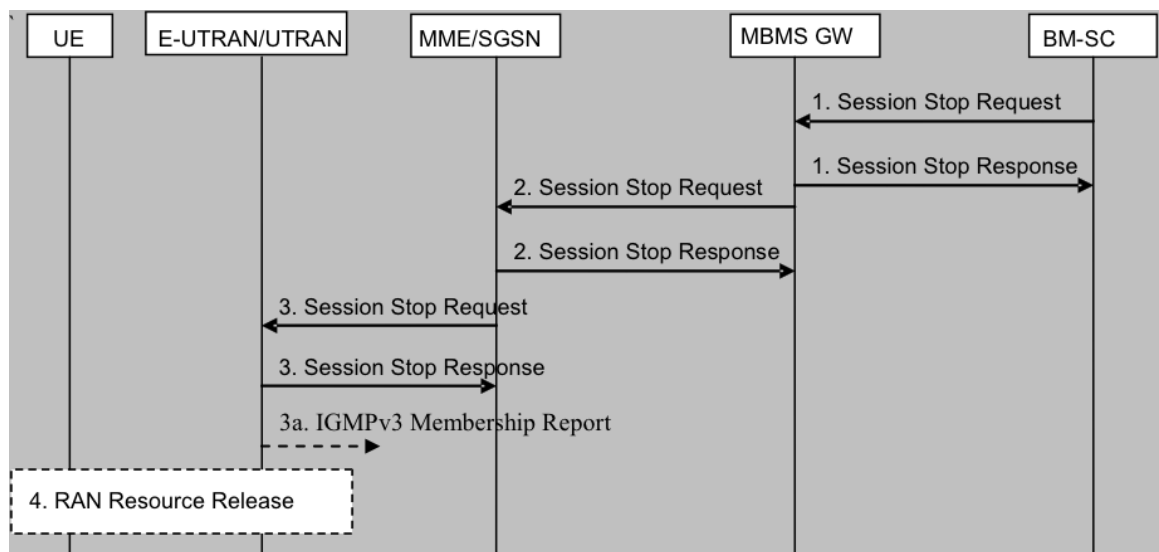 UE
E-UTRAN/UTRAN
MME/SGSN
MBMS GW
BM-SC
1. Session Stop Request
1. Session Stop Response
2. Session Stop Request
2. Session Stop Response
3. Session Stop Request
3. Session Stop Response
3a. IGMPv3 Membership Report
4. RAN Resource Release